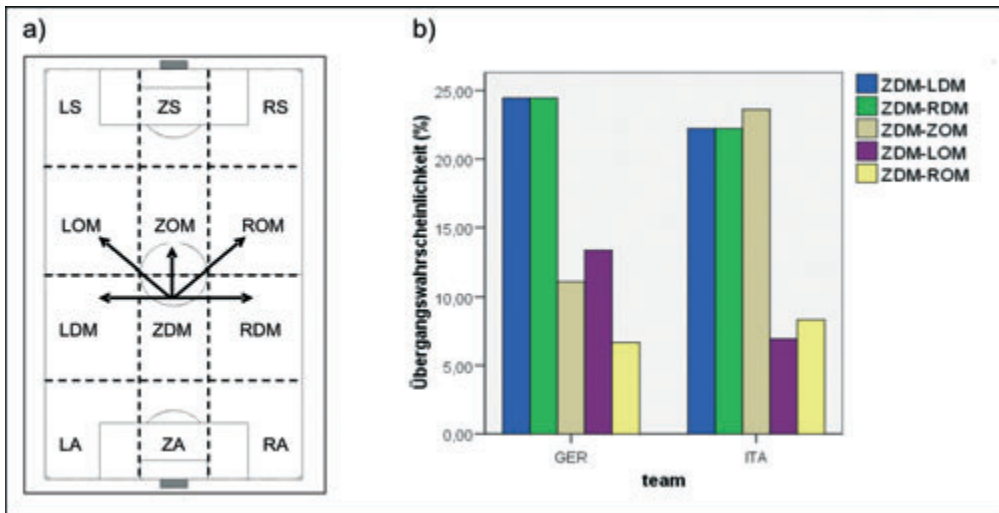 a)
LS ZS RS
LOM ZOM ROM
LDM ZDM RDM
LA ZA RA
b)
Übergangswahrscheinlichkeit (%)
25,00
20,00
15,00
10,00
5,00
0,00
GER ITA
team
ZDM-LDM
ZDM-RDM
ZDM-ZOM
ZDM-LOM
ZDM-ROM